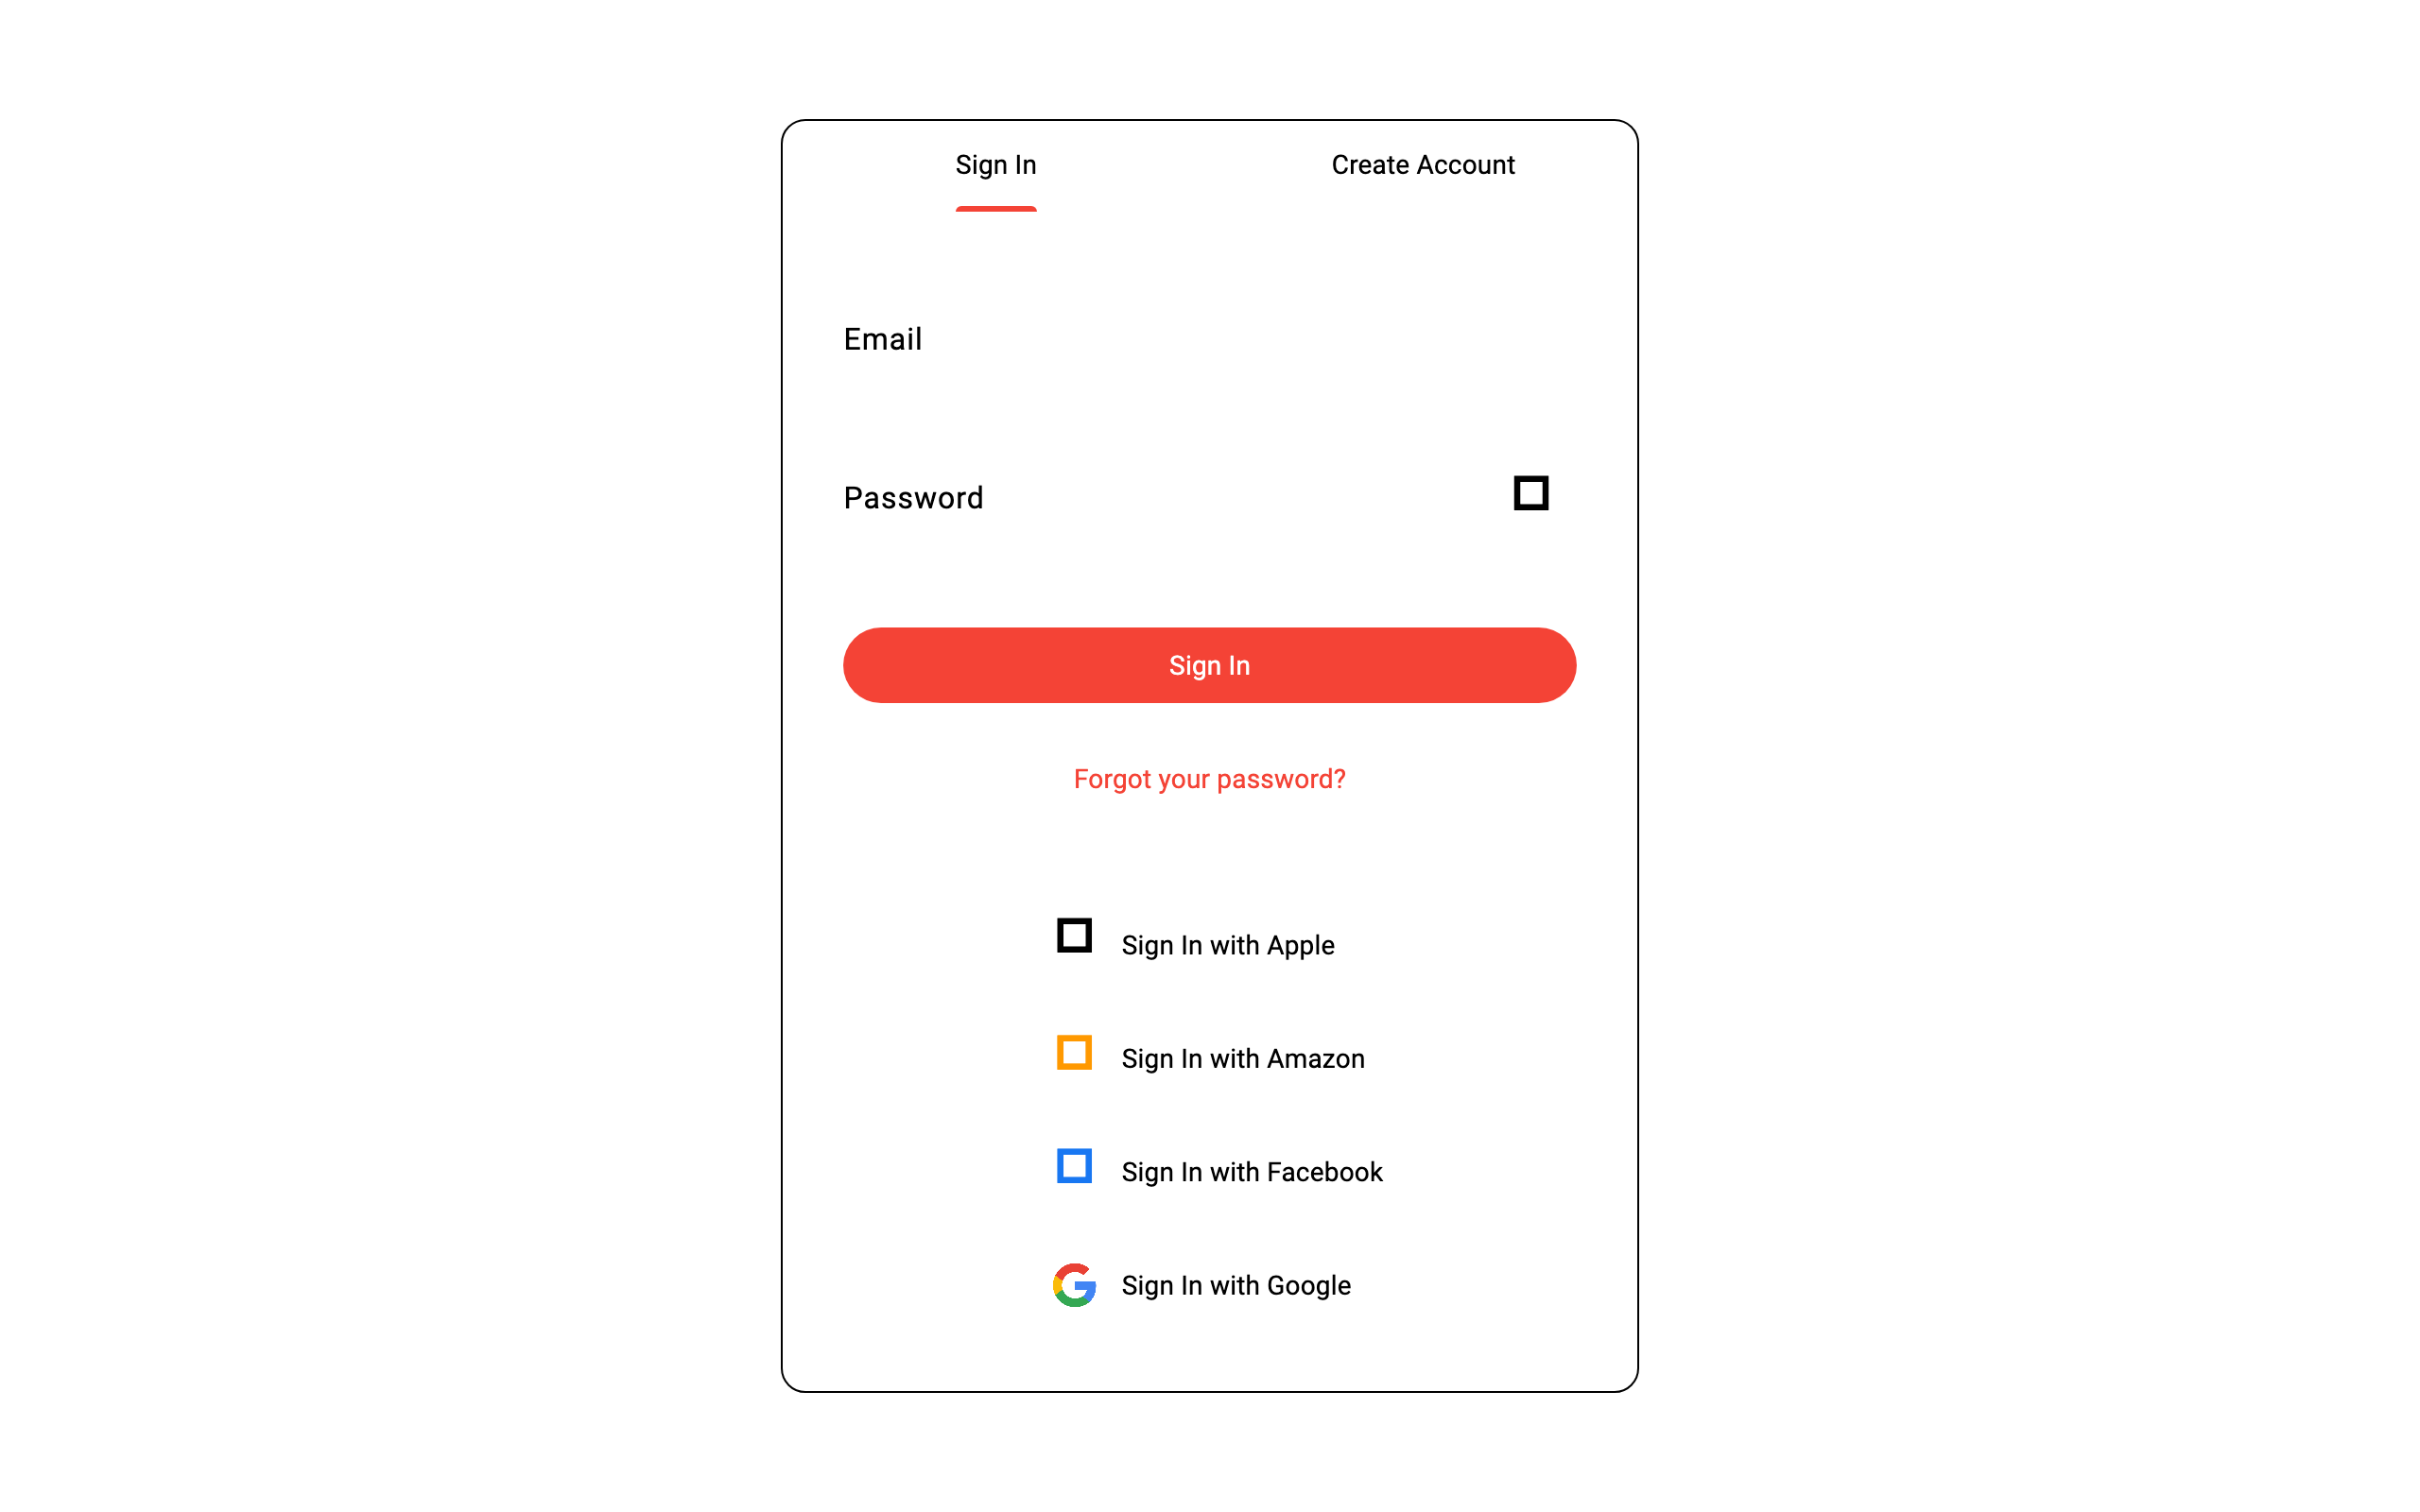 Sign In
Create Account
Email
Password
Sign In
Forgot your password?
Sign In with Apple
Sign In with Amazon
Sign In with Facebook
Sign In with Google